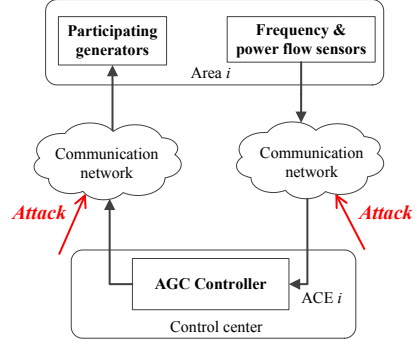 Participating
generators
Frequency &
power flow sensors
Area i
Communication
network
Communication
network
Attack
Attack
AGC Controller
ACE i
Control center